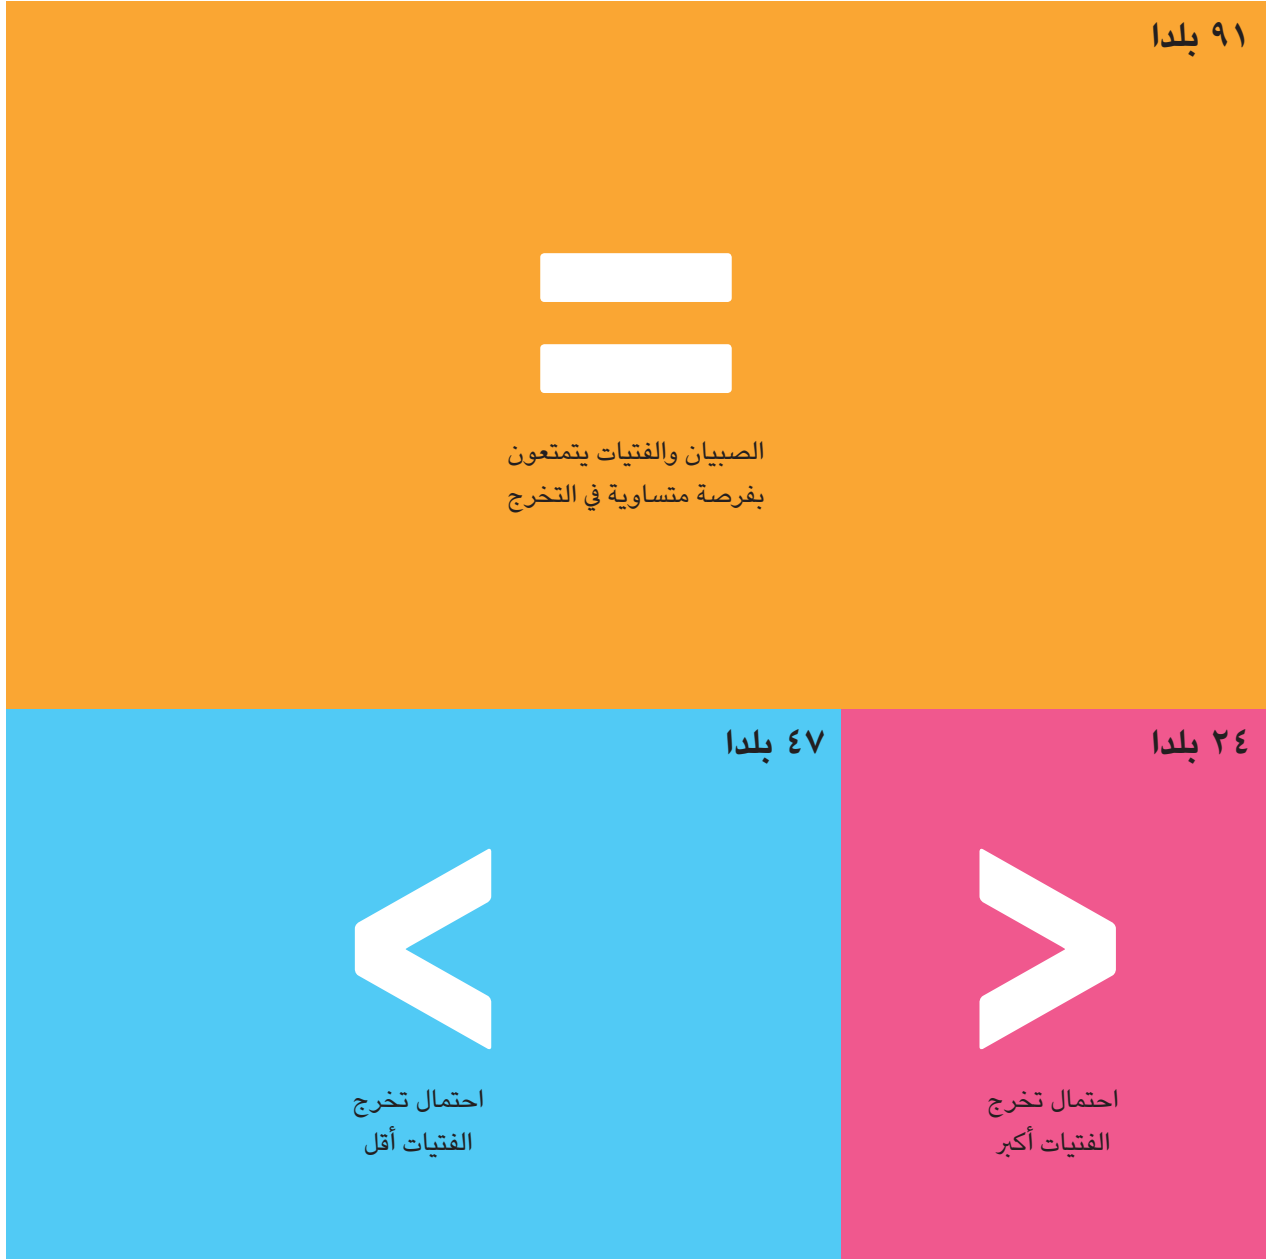 ٩١ بلدا
=
الصبيان والفتيات يتمتعون
بفرصة متساوية في التخرج
٢٤ بلدا
>
احتمال تخرج
الفتيات أكبر
٤٧ بلدا
<
احتمال تخرج
الفتيات أقل